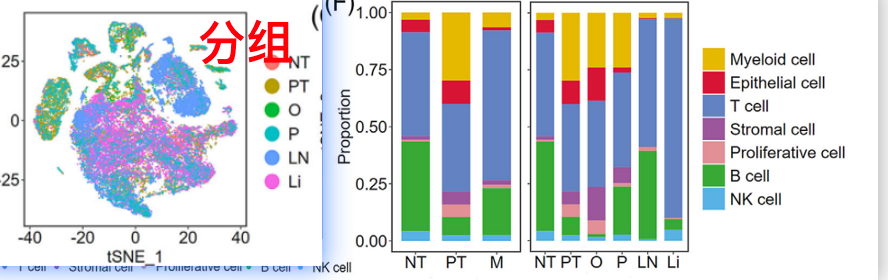 分组
(
(F)
25
0
-25
-40
-20
0
20
40
tSNE_1
NT
PT
O
P
LN
Li
Proportion
1.00
0.75
0.50
0.25
0.00
NT PT M
NT PT O P LN Li
Myeloid cell
Epithelial cell
T cell
Stromal cell
Proliferative cell
B cell
NK cell
T cell Stromal cell Proliferative cell B cell NK cell